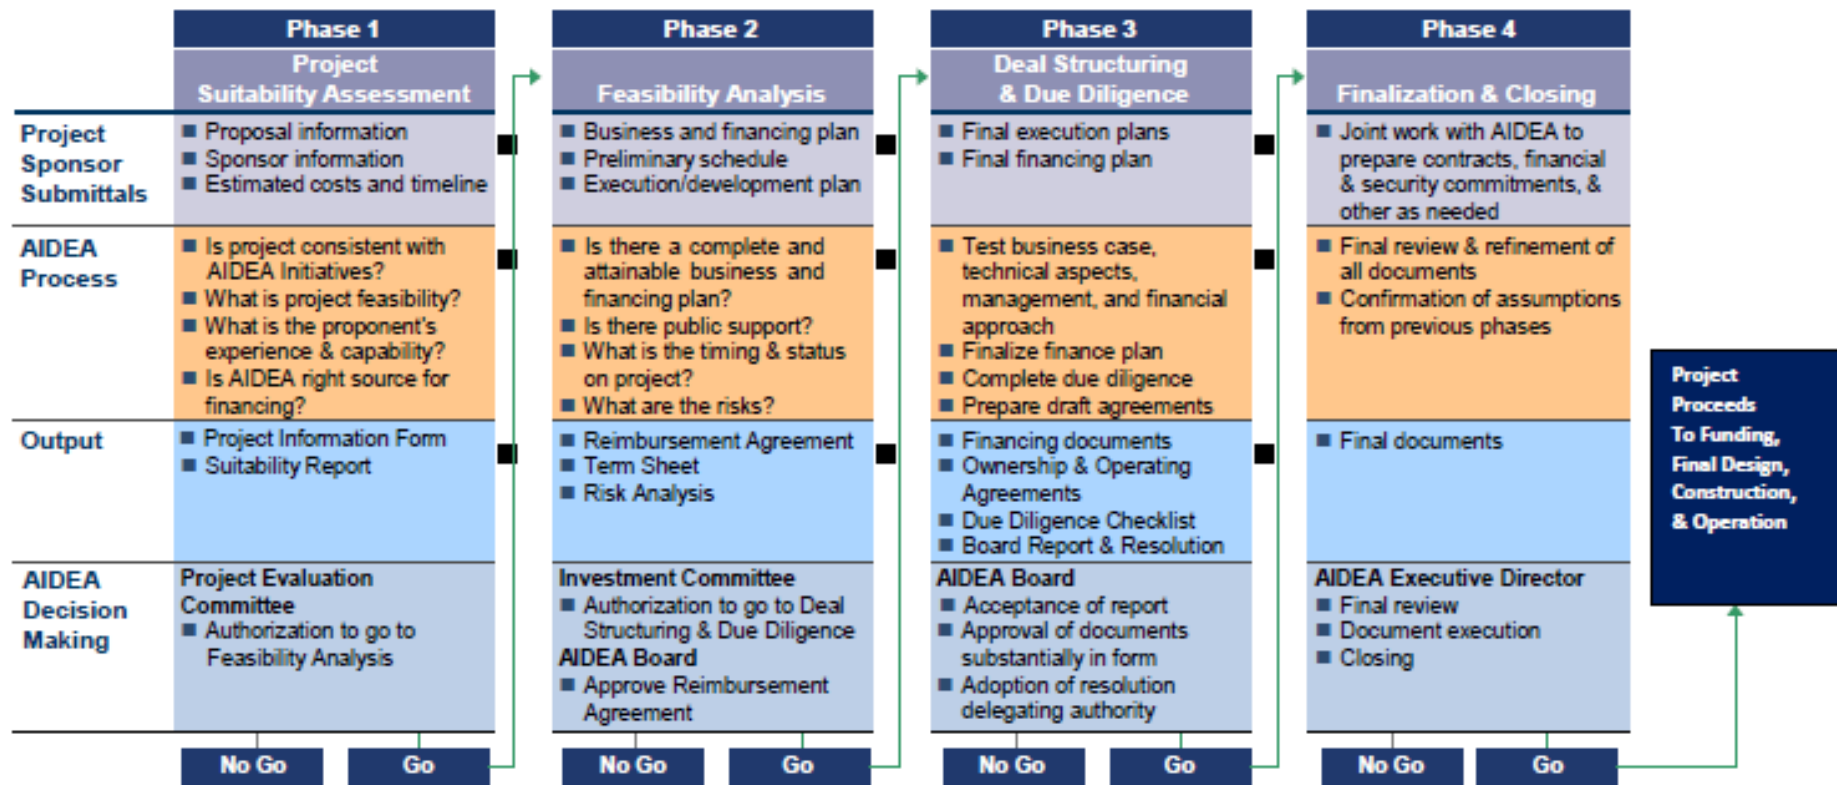 Phase 1
Phase 2
Phase 3
Phase 4
Project
Suitability Assessment
Feasibility Analysis
Deal Structuring
& Due Diligence
Finalization & Closing
Project
Sponsor
Submittals
Proposal information
Sponsor information
Estimated costs and timeline
Business and financing plan
Preliminary schedule
Execution/development plan
Final execution plans
Final financing plan
Joint work with AIDEA to
prepare contracts, financial
& security commitments, &
other as needed
AIDEA
Process
Is project consistent with
AIDEA Initiatives?
What is project feasibility?
What is the proponent's
experience & capability?
Is AIDEA right source for
financing?
Is there a complete and
attainable business and
financing plan?
Is there public support?
What is the timing & status
on project?
What are the risks?
Test business case,
technical aspects,
management, and financial
approach
Finalize finance plan
Complete due diligence
Prepare draft agreements
Final review & refinement of
all documents
Confirmation of assumptions
from previous phases
Output
Project Information Form
Suitability Report
Reimbursement Agreement
Term Sheet
Risk Analysis
Financing documents
Ownership & Operating
Agreements
Due Diligence Checklist
Board Report & Resolution
Final documents
AIDEA
Decision
Making
Project Evaluation
Committee
Authorization to go to
Feasibility Analysis
Investment Committee
Authorization to go to Deal
Structuring & Due Diligence
AIDEA Board
Approve Reimbursement
Agreement
AIDEA Board
Acceptance of report
Approval of documents
substantially in form
Adoption of resolution
delegating authority
AIDEA Executive Director
Final review
Document execution
Closing
No Go
Go
No Go
Go
No Go
Go
No Go
Go
Project
Proceeds
To Funding,
Final Design,
Construction,
& Operation